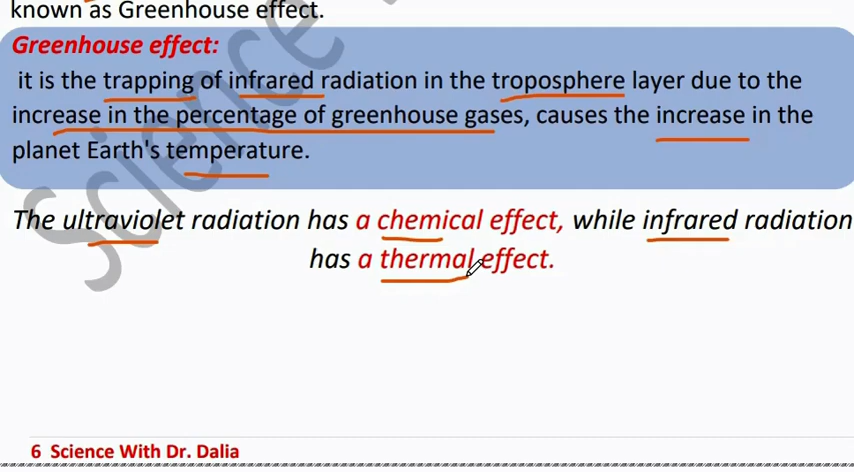 known as Greenhouse effect.
Greenhouse effect:
it is the trapping of infrared radiation in the troposphere layer due to the
increase in the percentage of greenhouse gases, causes the increase in the
planet Earth's temperature.
The ultraviolet radiation has a chemical effect, while infrared radiation
has a thermal effect.
Science
6 Science With Dr. Dalia